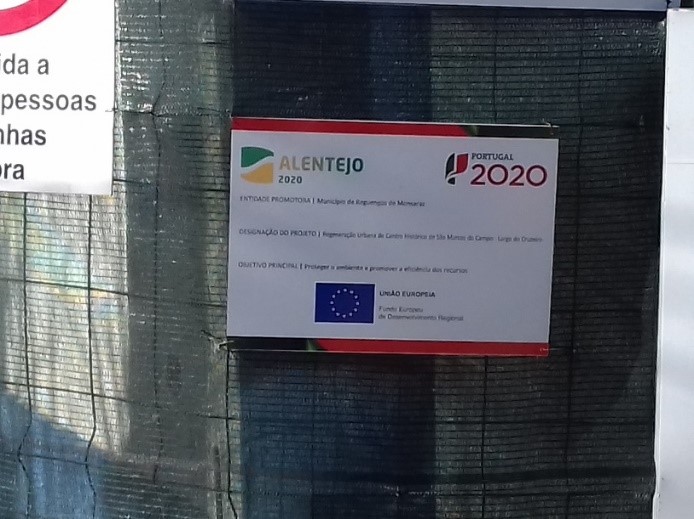 ida a
pessoas
nhas
ora
ALENTEJO
2020
PORTUGAL
2020
ENTIDADE PROMOTORA | Município de Reguengos de Monsaraz
DESIGNAÇÃO DO PROJETO | Regeneração Urbana do Centro Histórico de São Marcos do Campo - Largo do Cruzeiro
OBJETIVO PRINCIPAL | Proteger o ambiente e promover a eficiência dos recursos
UNIÃO EUROPEIA
Fundo Europeu
de Desenvolvimento Regional